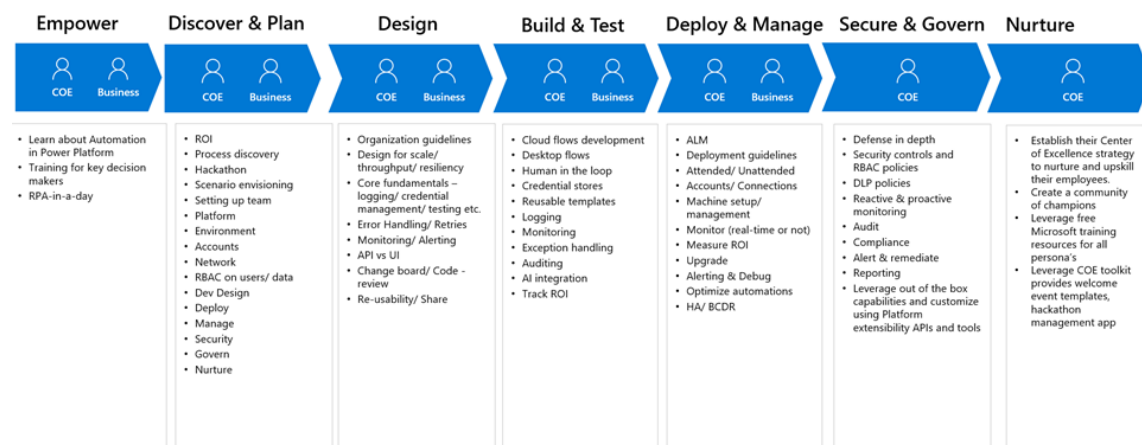 Empower
Discover & Plan
Design
Build & Test
Deploy & Manage
Secure & Govern
Nurture
COE
Business
COE
Business
COE
Business
COE
Business
COE
Business
COE
COE
• Learn about Automation
in Power Platform
• Training for key decision
makers
• RPA-in-a-day
• ROI
• Process discovery
• Hackathon
• Scenario envisioning
• Setting up team
• Platform
• Environment
• Accounts
• Network
• RBAC on users/ data
• Dev Design
• Deploy
• Manage
• Security
• Govern
• Nurture
• Organization guidelines
• Design for scale/
throughput/ resiliency
• Core fundamentals –
logging/ credential
management/ testing etc.
• Error Handling/ Retries
• Monitoring/ Alerting
• API vs UI
• Change board/ Code -
review
• Re-usability/ Share
• Cloud flows development
• Desktop flows
• Human in the loop
• Credential stores
• Reusable templates
• Logging
• Monitoring
• Exception handling
• Auditing
• AI integration
• Track ROI
• ALM
• Deployment guidelines
• Attended/ Unattended
• Accounts/ Connections
• Machine setup/
management
• Monitor (real-time or not)
• Measure ROI
• Upgrade
• Alerting & Debug
• Optimize automations
• HA/ BCDR
• Defense in depth
• Security controls and
RBAC policies
• DLP policies
• Reactive & proactive
monitoring
• Audit
• Compliance
• Alert & remediate
• Reporting
• Leverage out of the box
capabilities and customize
using Platform
extensibility APIs and tools
• Establish their Center
of Excellence strategy
to nurture and upskill
their employees.
• Create a community
of champions
• Leverage free
Microsoft training
resources for all
persona's
• Leverage COE toolkit
provides welcome
event templates,
hackathon
management app